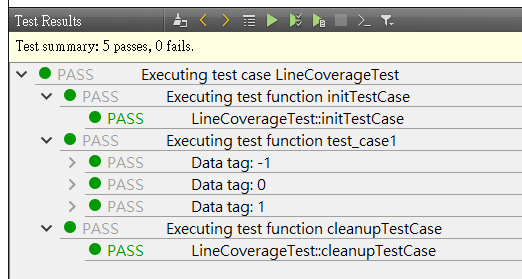 Test Results
Test summary: 5 passes, 0 fails.
PASS Executing test case LineCoverageTest
PASS Executing test function initTestCase
PASS LineCoverageTest::initTestCase
PASS Executing test function test_case1
PASS Data tag: -1
PASS Data tag: 0
PASS Data tag: 1
PASS Executing test function cleanupTestCase
PASS LineCoverageTest::cleanupTestCase